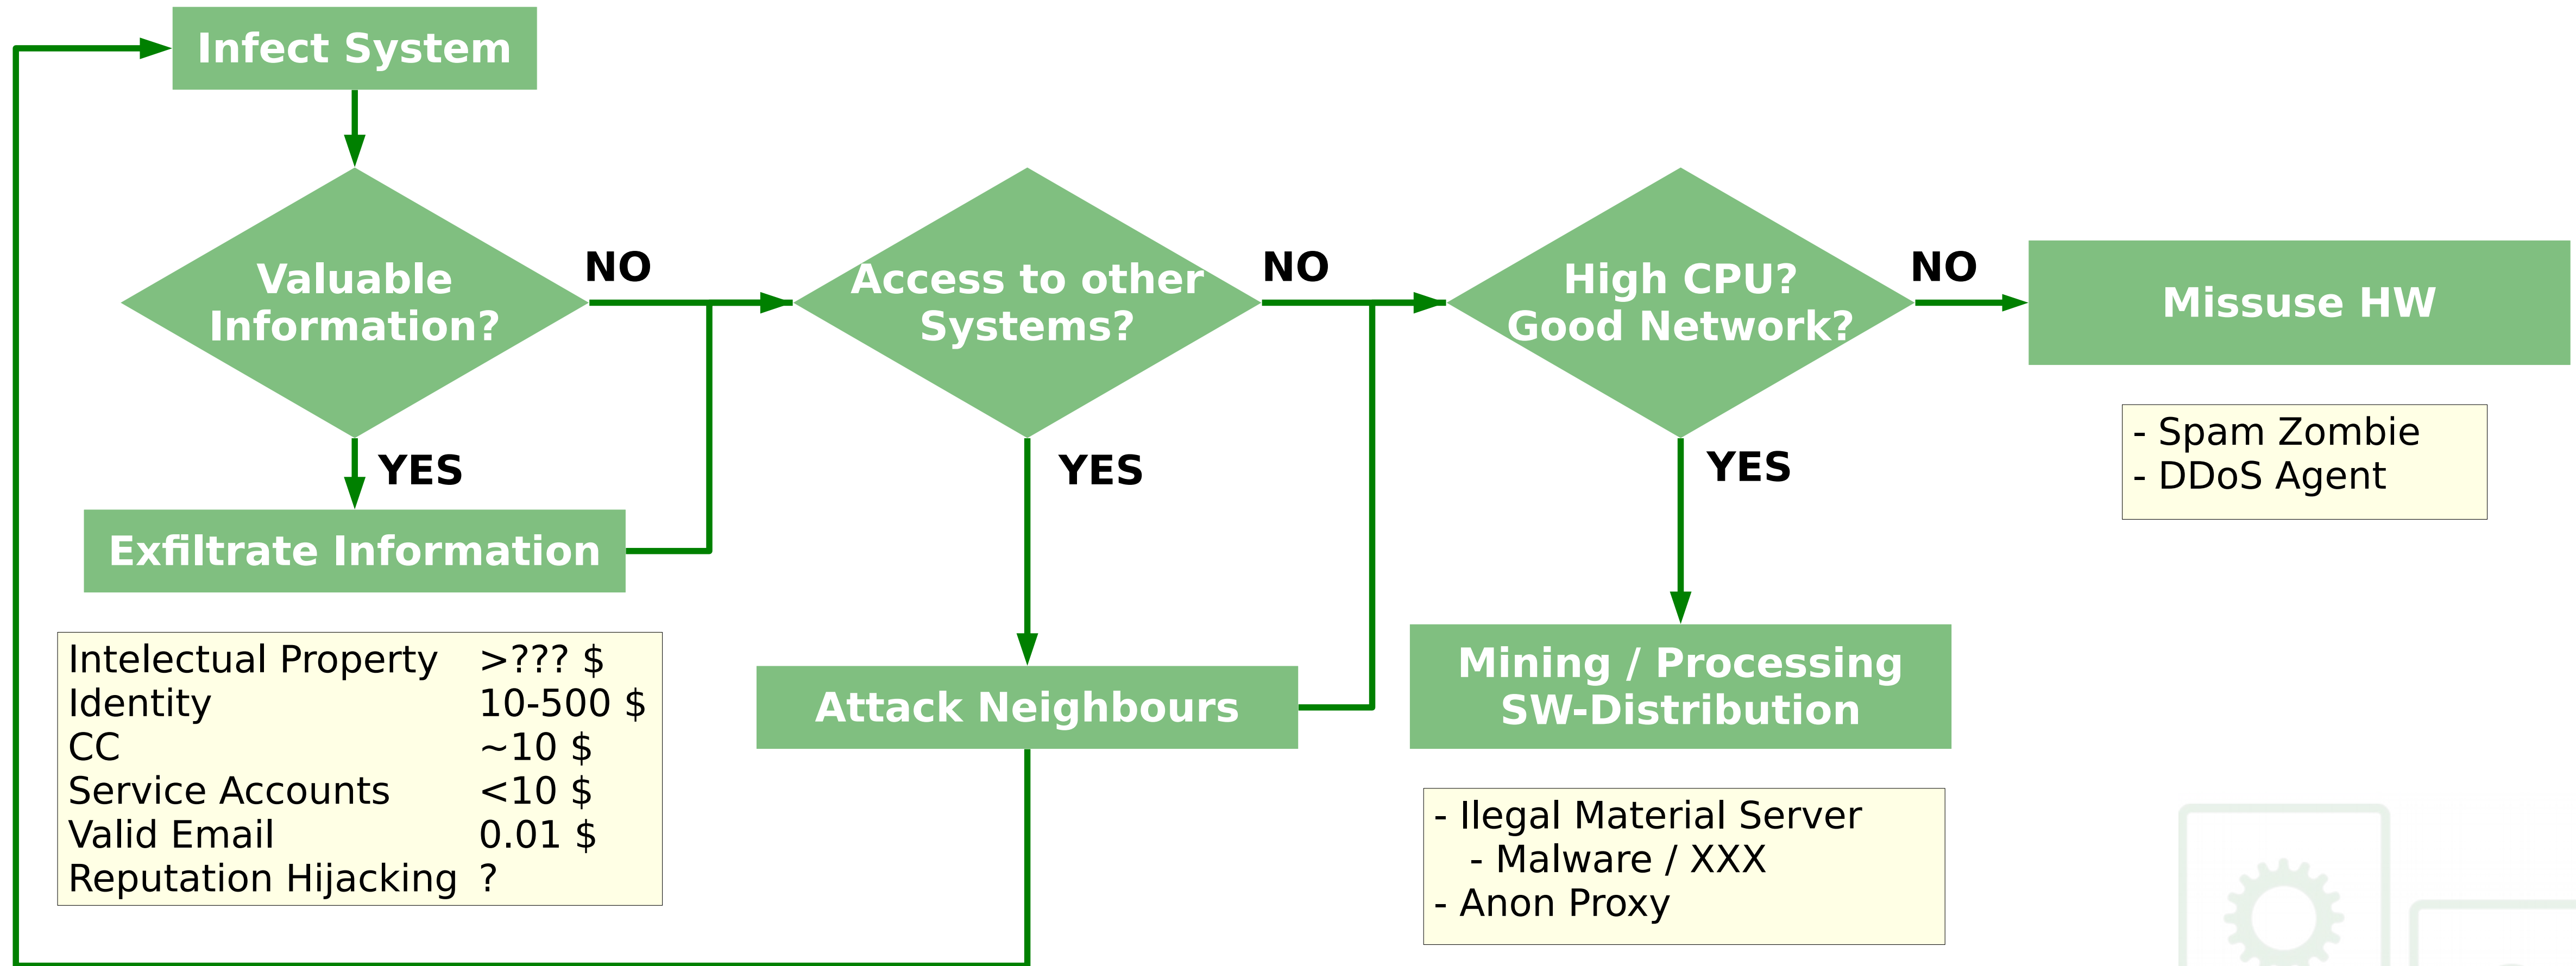 Infect System
Valuable
Information?
NO
YES
Exfiltrate Information
Intelectual Property >??? $
Identity 10-500 $
CC ~10 $
Service Accounts <10 $
Valid Email 0.01 $
Reputation Hijacking ?
Access to other
Systems?
NO
YES
Attack Neighbours
High CPU?
Good Network?
NO
YES
Mining / Processing
SW-Distribution
- Ilegal Material Server
- Malware / XXX
- Anon Proxy
Missuse HW
- Spam Zombie
- DDoS Agent